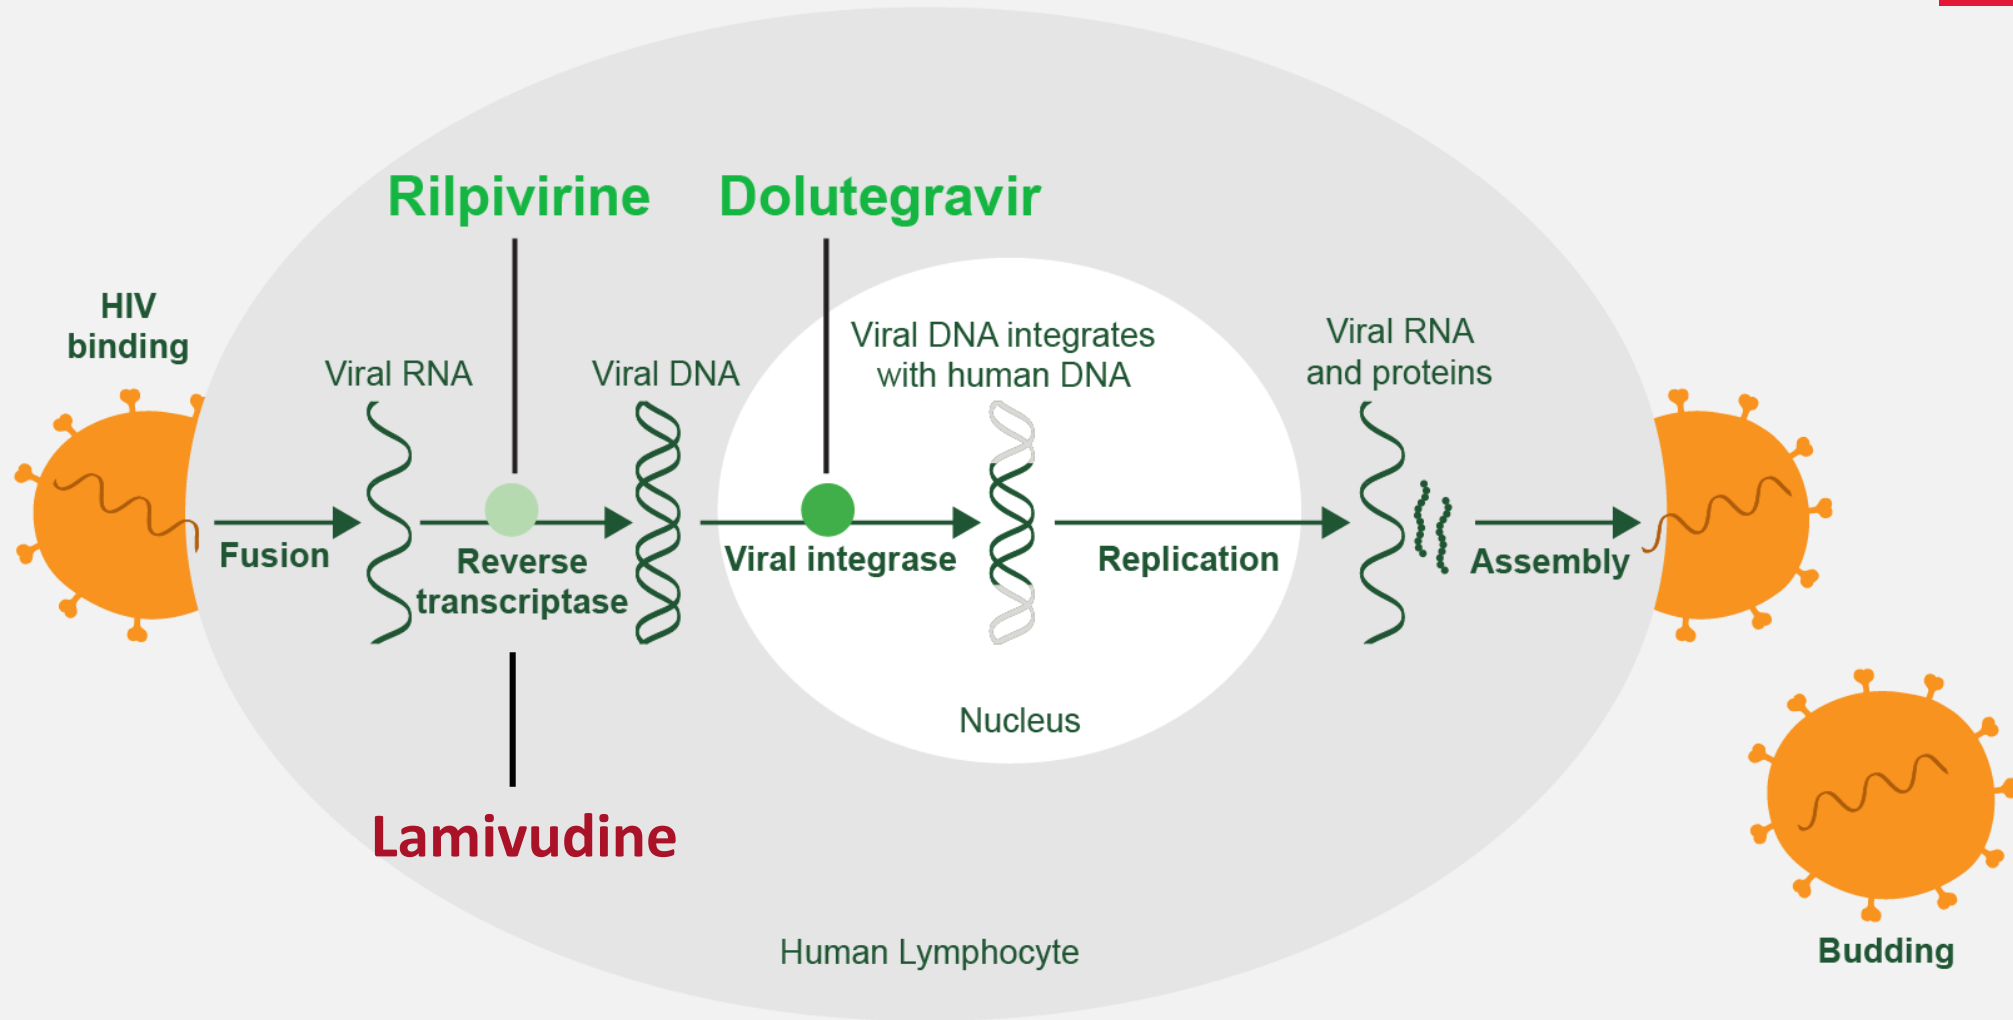 Rilpivirine
Dolutegravir
HIV
binding
Viral RNA
Viral DNA
Viral DNA integrates
with human DNA
Viral RNA
and proteins
Fusion
Reverse
transcriptase
Viral integrase
Replication
Assembly
Nucleus
Lamivudine
Human Lymphocyte
Budding